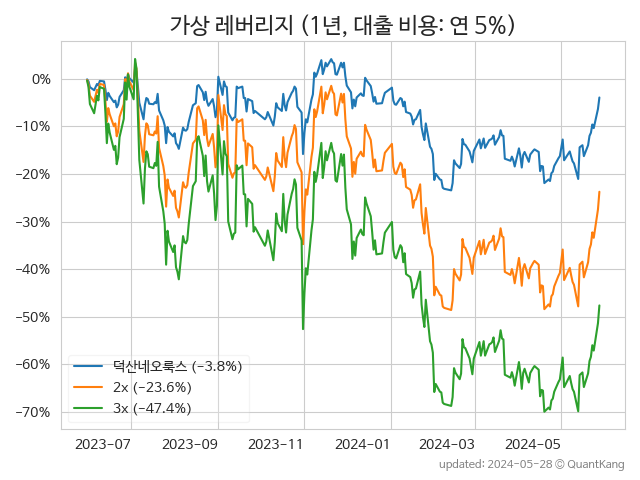 가상 레버리지 (1년, 대출 비용: 연 5%)
0%
−10%
−20%
−30%
−40%
−50%
−60%
−70%
덕산네오룩스 (−3.8%)
2x (−23.6%)
3x (−47.4%)
2023-07 2023-09 2023-11 2024-01 2024-03 2024-05
updated: 2024-05-28 © QuantKang